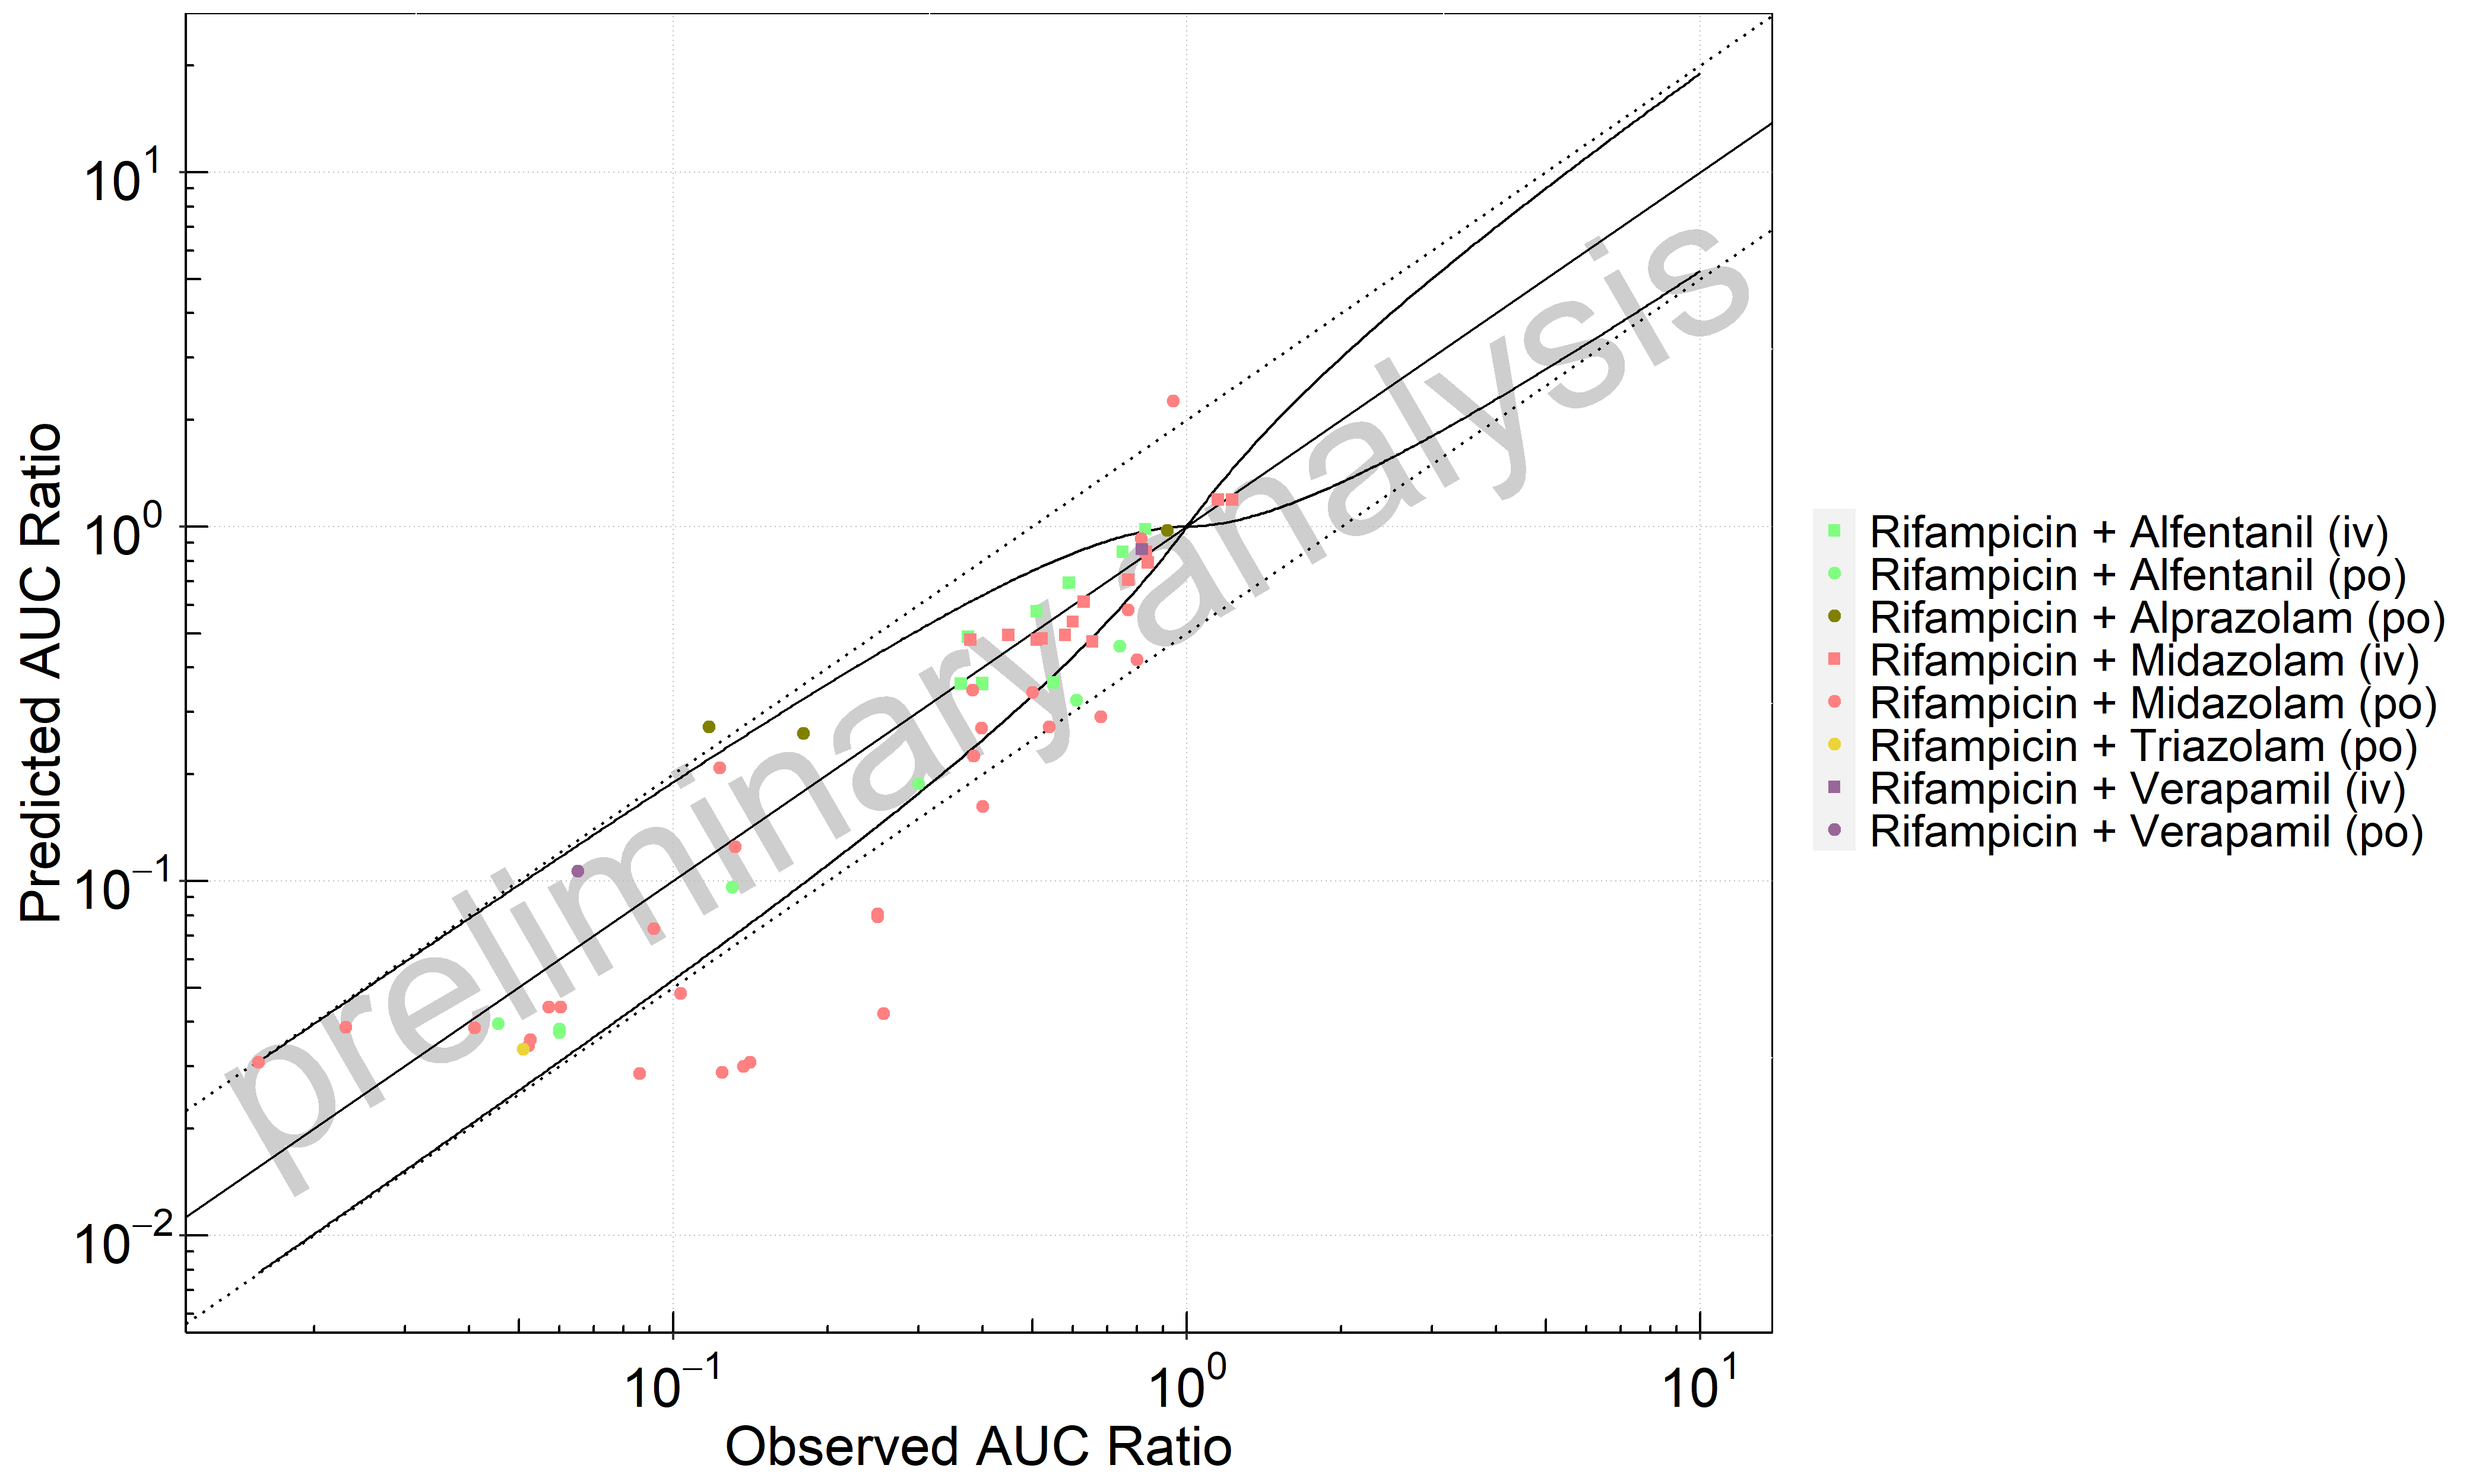 10¹
10⁰
10⁻¹
10⁻²
Predicted AUC Ratio
preliminary analysis
10⁻¹
10⁰
10¹
Observed AUC Ratio
Rifampicin + Alfentanil (iv)
Rifampicin + Alfentanil (po)
Rifampicin + Alprazolam (po)
Rifampicin + Midazolam (iv)
Rifampicin + Midazolam (po)
Rifampicin + Triazolam (po)
Rifampicin + Verapamil (iv)
Rifampicin + Verapamil (po)